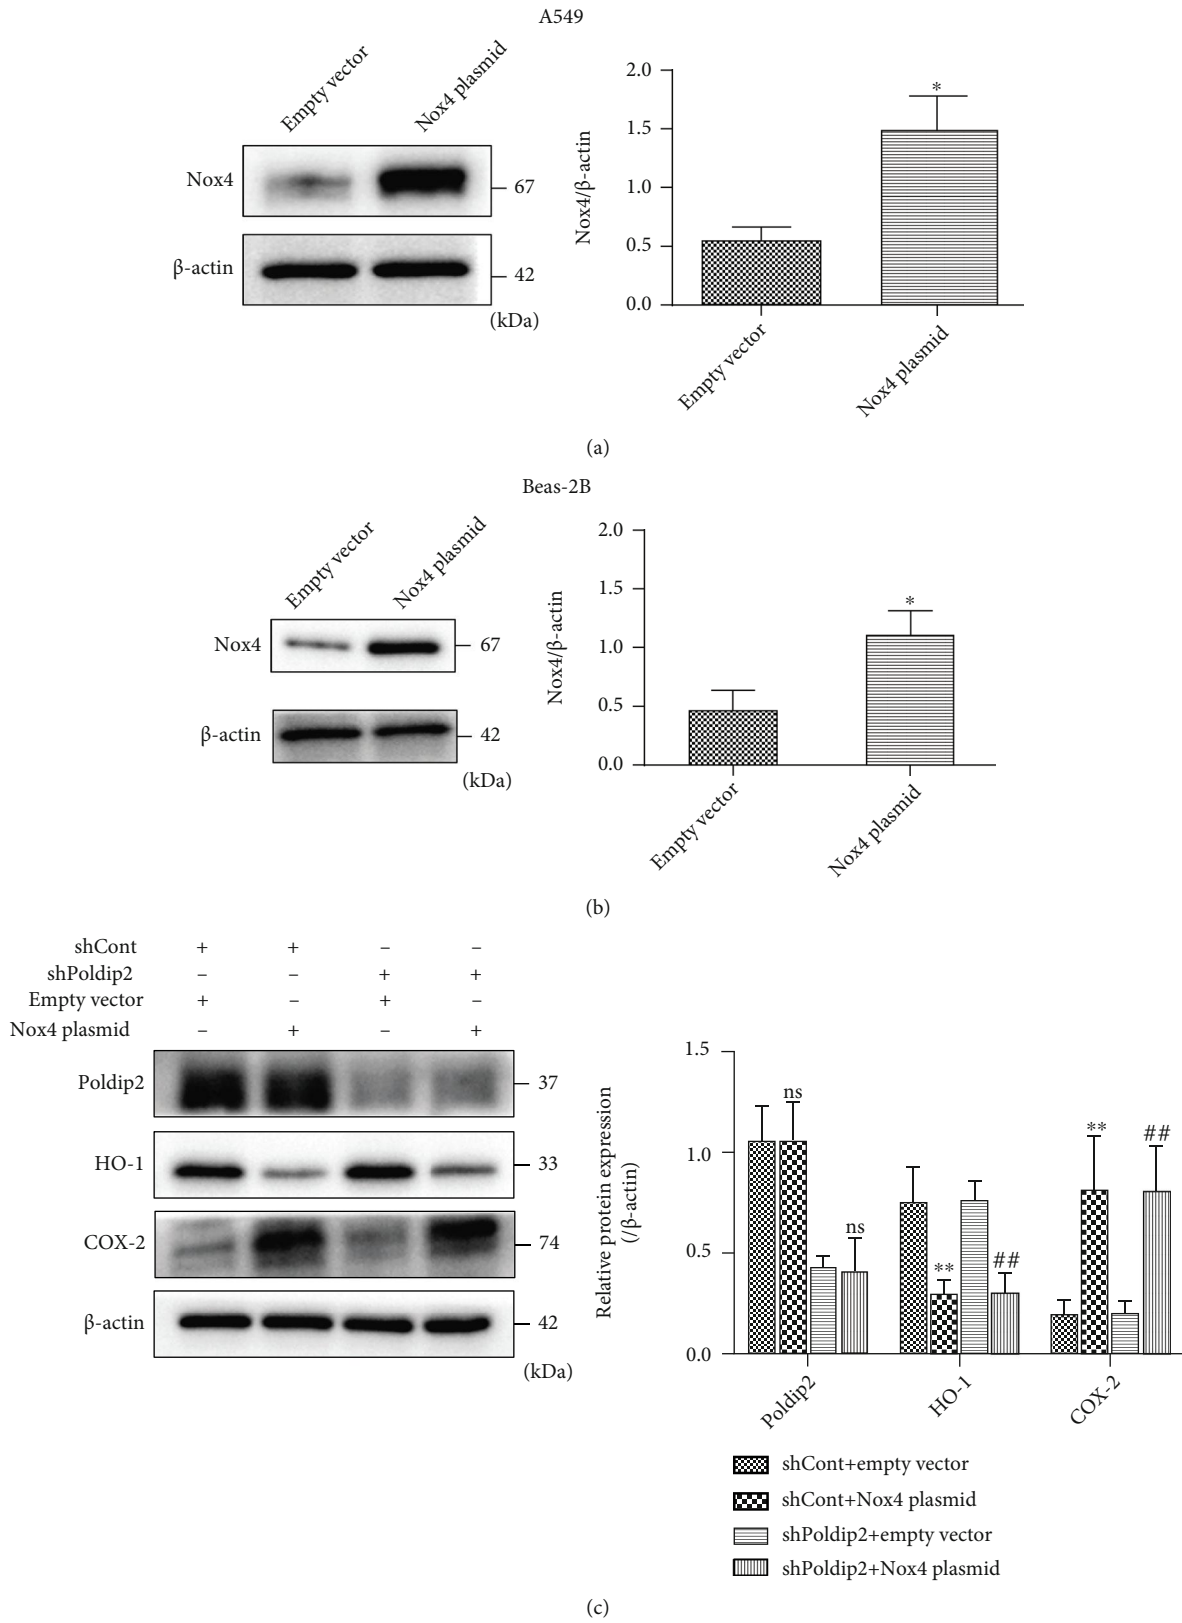 A549
Empty vector
Nox4 plasmid
Nox4
67
β-actin
42
(kDa)
Nox4/β-actin
2.0
1.5
1.0
0.5
0.0
*
Empty vector
Nox4 plasmid
(a)
Beas-2B
Empty vector
Nox4 plasmid
Nox4
67
β-actin
42
(kDa)
Nox4/β-actin
2.0
1.5
1.0
0.5
0.0
*
Empty vector
Nox4 plasmid
(b)
shCont + + – –
shPoldip2 – – + +
Empty vector + – + –
Nox4 plasmid – + – +
Poldip2
37
HO-1
33
COX-2
74
β-actin
42
(kDa)
Relative protein expression
(/β-actin)
1.5
1.0
0.5
0.0
ns
ns
**
##
**
##
Poldip2
HO-1
COX-2
shCont+empty vector
shCont+Nox4 plasmid
shPoldip2+empty vector
shPoldip2+Nox4 plasmid
(c)